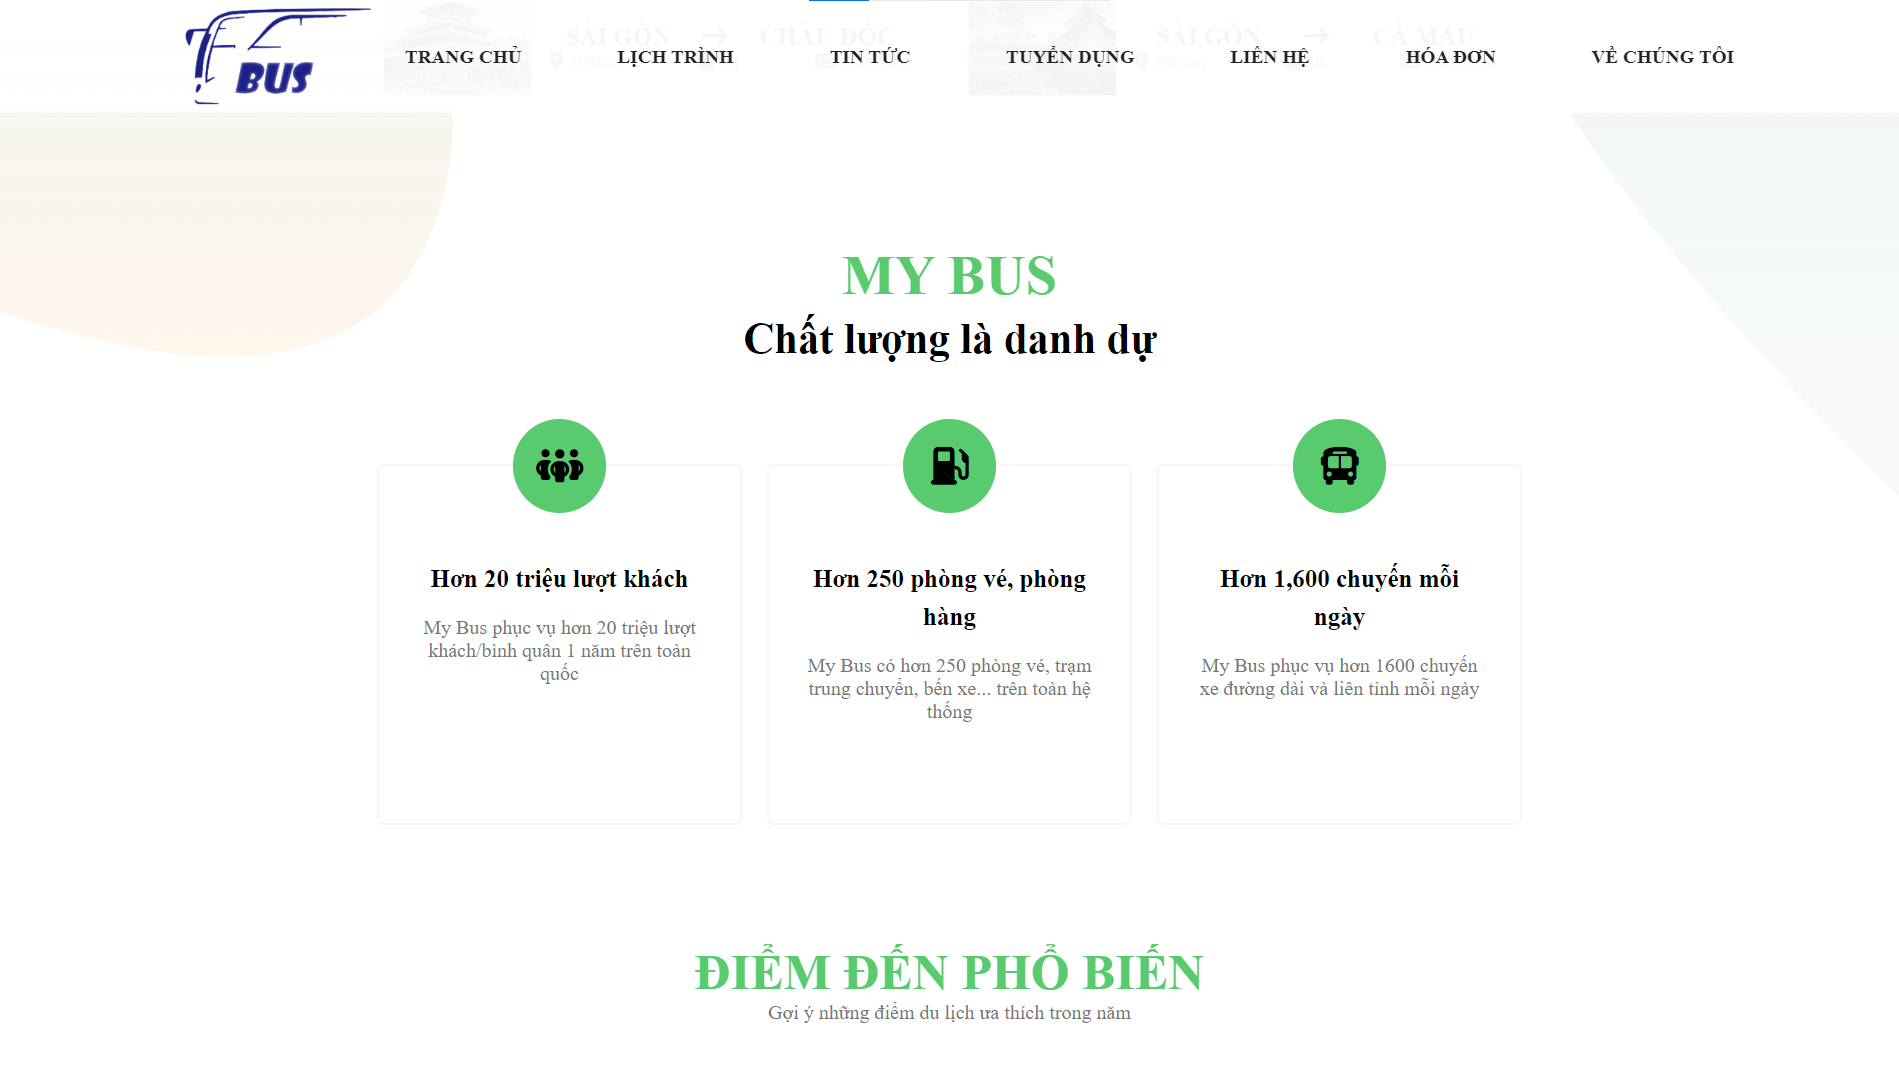 BUS
TRANG CHỦ LỊCH TRÌNH TIN TỨC TUYỂN DỤNG LIÊN HỆ HÓA ĐƠN VỀ CHÚNG TÔI
SÀI GÒN → CHÂU ĐỐC
300km
SÀI GÒN → CÀ MAU
300km
MY BUS
Chất lượng là danh dự
Hơn 20 triệu lượt khách
My Bus phục vụ hơn 20 triệu lượt
khách/bình quân 1 năm trên toàn
quốc
Hơn 250 phòng vé, phòng
hàng
My Bus có hơn 250 phòng vé, trạm
trung chuyển, bến xe... trên toàn hệ
thống
Hơn 1,600 chuyến mỗi
ngày
My Bus phục vụ hơn 1600 chuyến
xe đường dài và liên tỉnh mỗi ngày
ĐIỂM ĐẾN PHỔ BIẾN
Gợi ý những điểm du lịch ưa thích trong năm